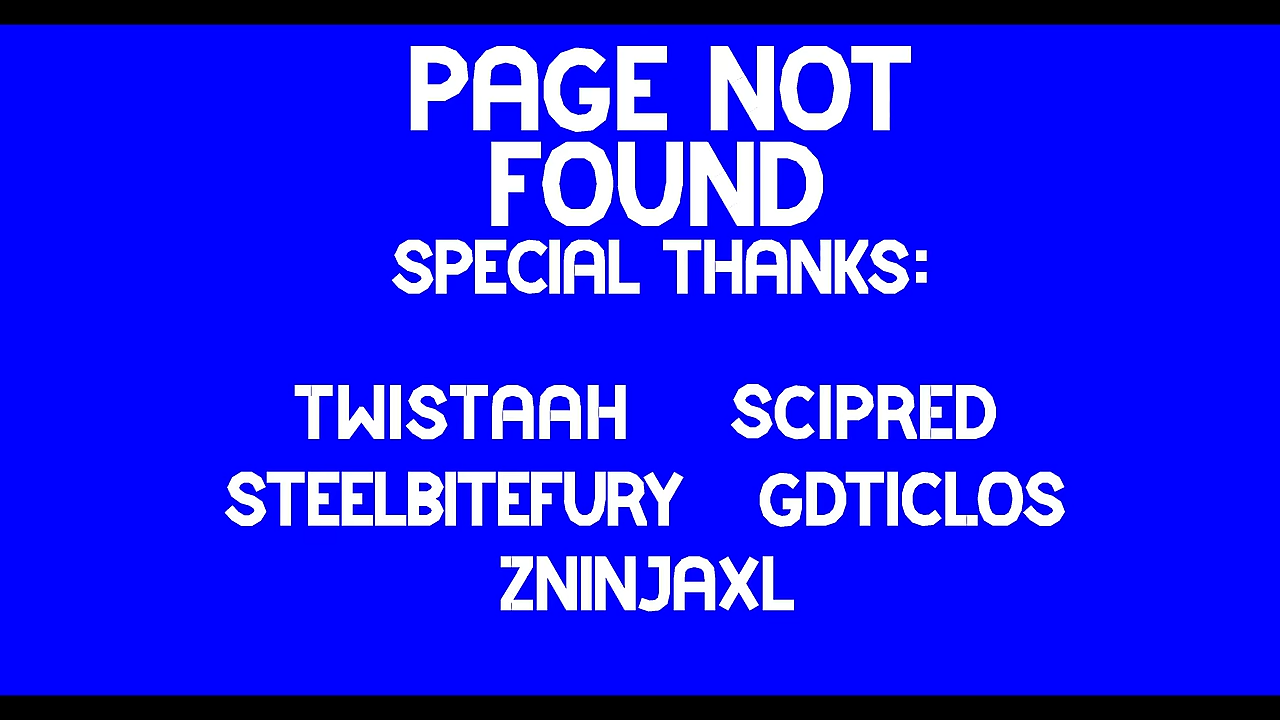 PAGE NOT
FOUND
SPECIAL THANKS:
TWISTAAH SCIPRED
STEELBITEFURY GDTICLOS
ZNINJAXL